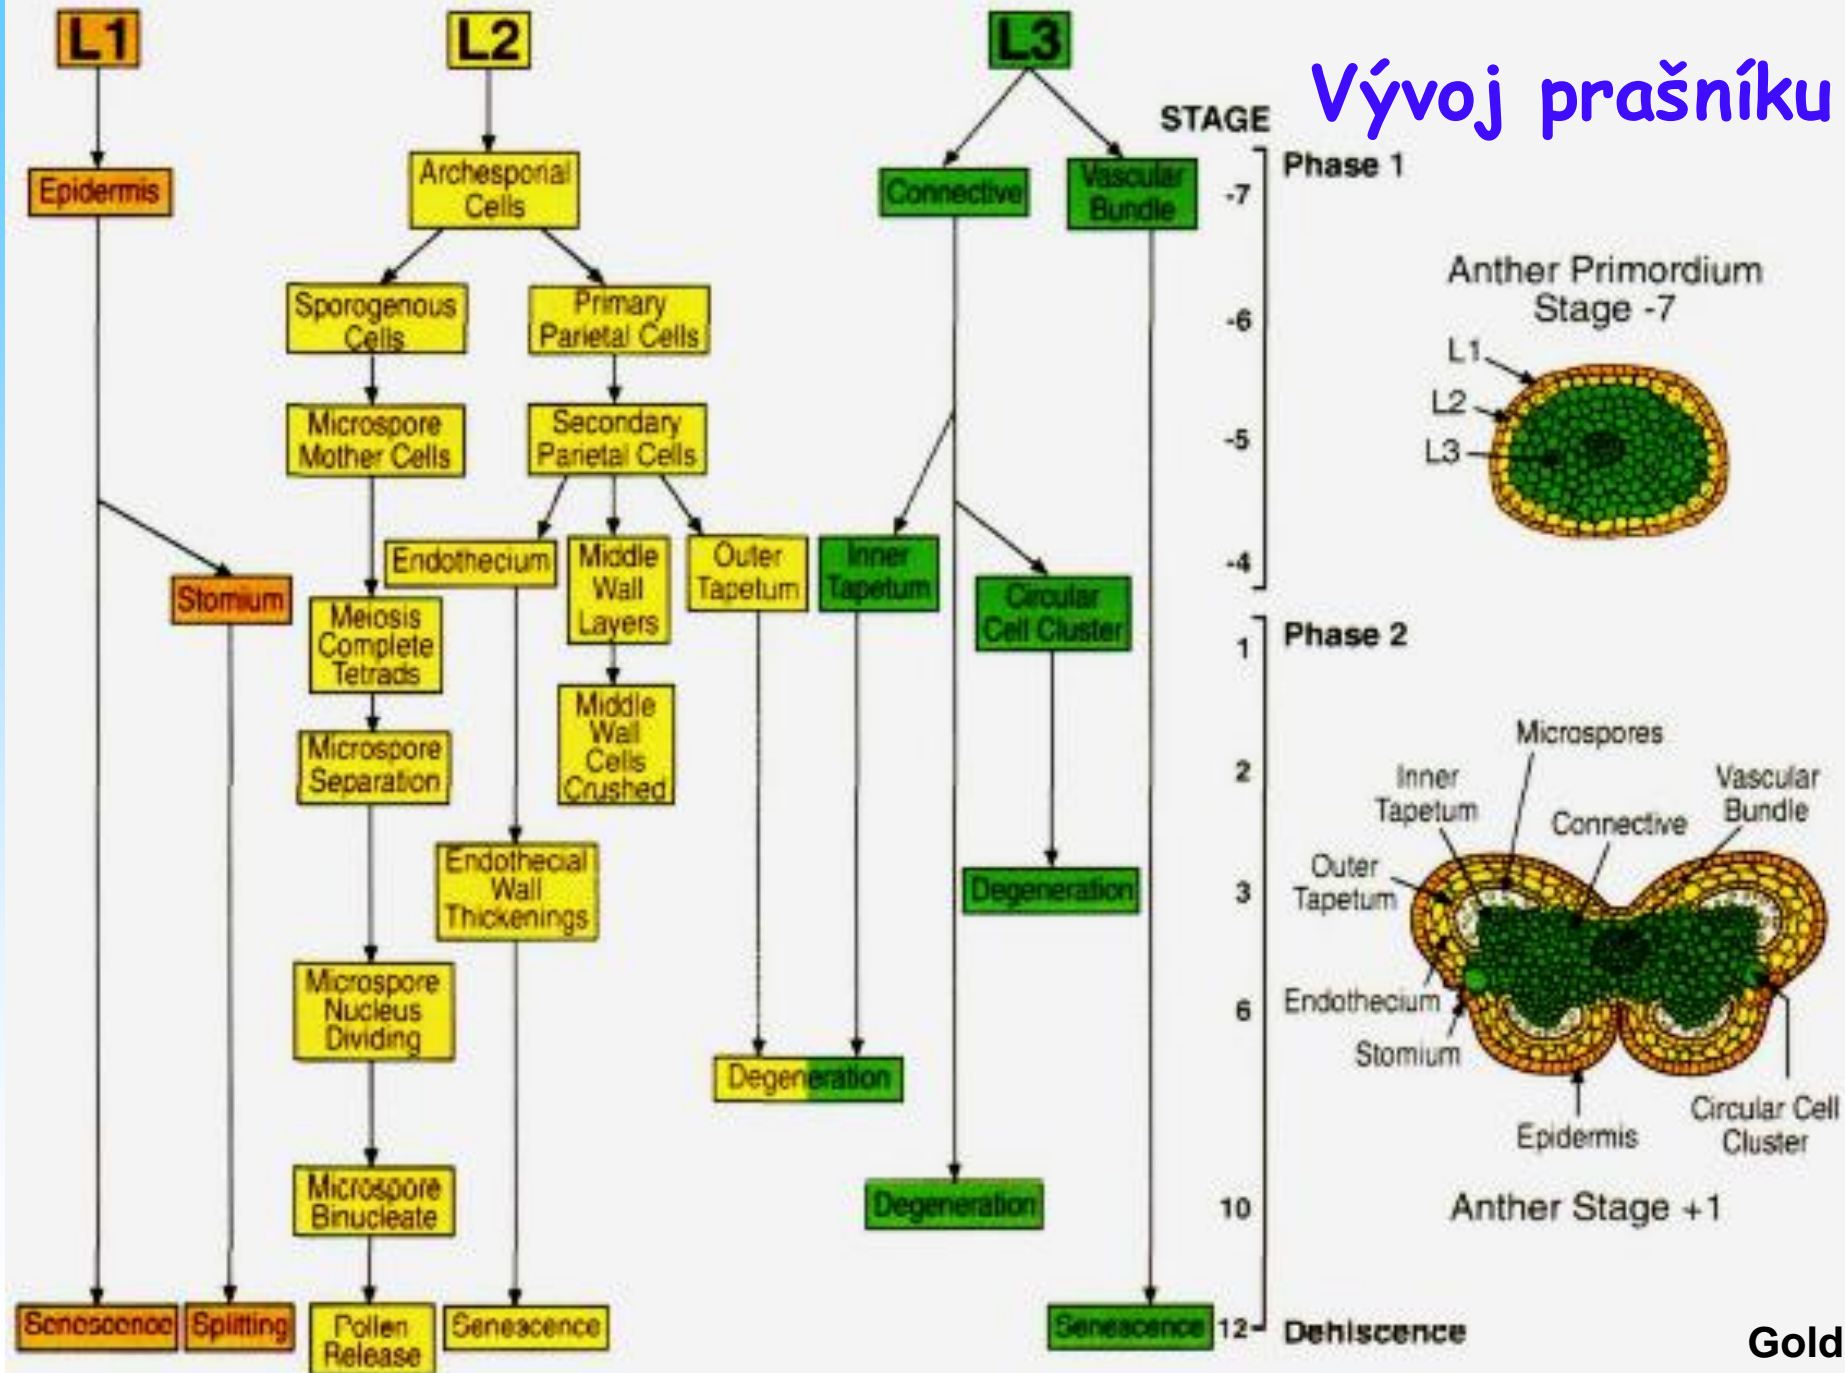 L1
L2
L3
Vývoj prašníku
STAGE
Phase 1
Epidermis
Archesporial
Cells
Connective
Vascular
Bundle
-7
Sporogenous
Cells
Primary
Parietal Cells
-6
Microspore
Mother Cells
Secondary
Parietal Cells
-5
Endothecium
Middle
Wall
Layers
Outer
Tapetum
Inner
Tapetum
-4
Stomium
Circular
Cell Cluster
Meiosis
Complete
Tetrads
1
Phase 2
Microspore
Separation
Middle
Wall
Cells
Crushed
2
Endothecial
Wall
Thickenings
Degeneration
3
Microspore
Nucleus
Dividing
6
Degeneration
Microspore
Binucleate
Degeneration
10
Senescence
Splitting
Pollen
Release
Senescence
Senescence
12
Dehiscence
Anther Primordium
Stage -7
L1
L2
L3
Microspores
Inner
Tapetum
Vascular
Bundle
Connective
Outer
Tapetum
Endothecium
Stomium
Epidermis
Circular Cell
Cluster
Anther Stage +1
Gold